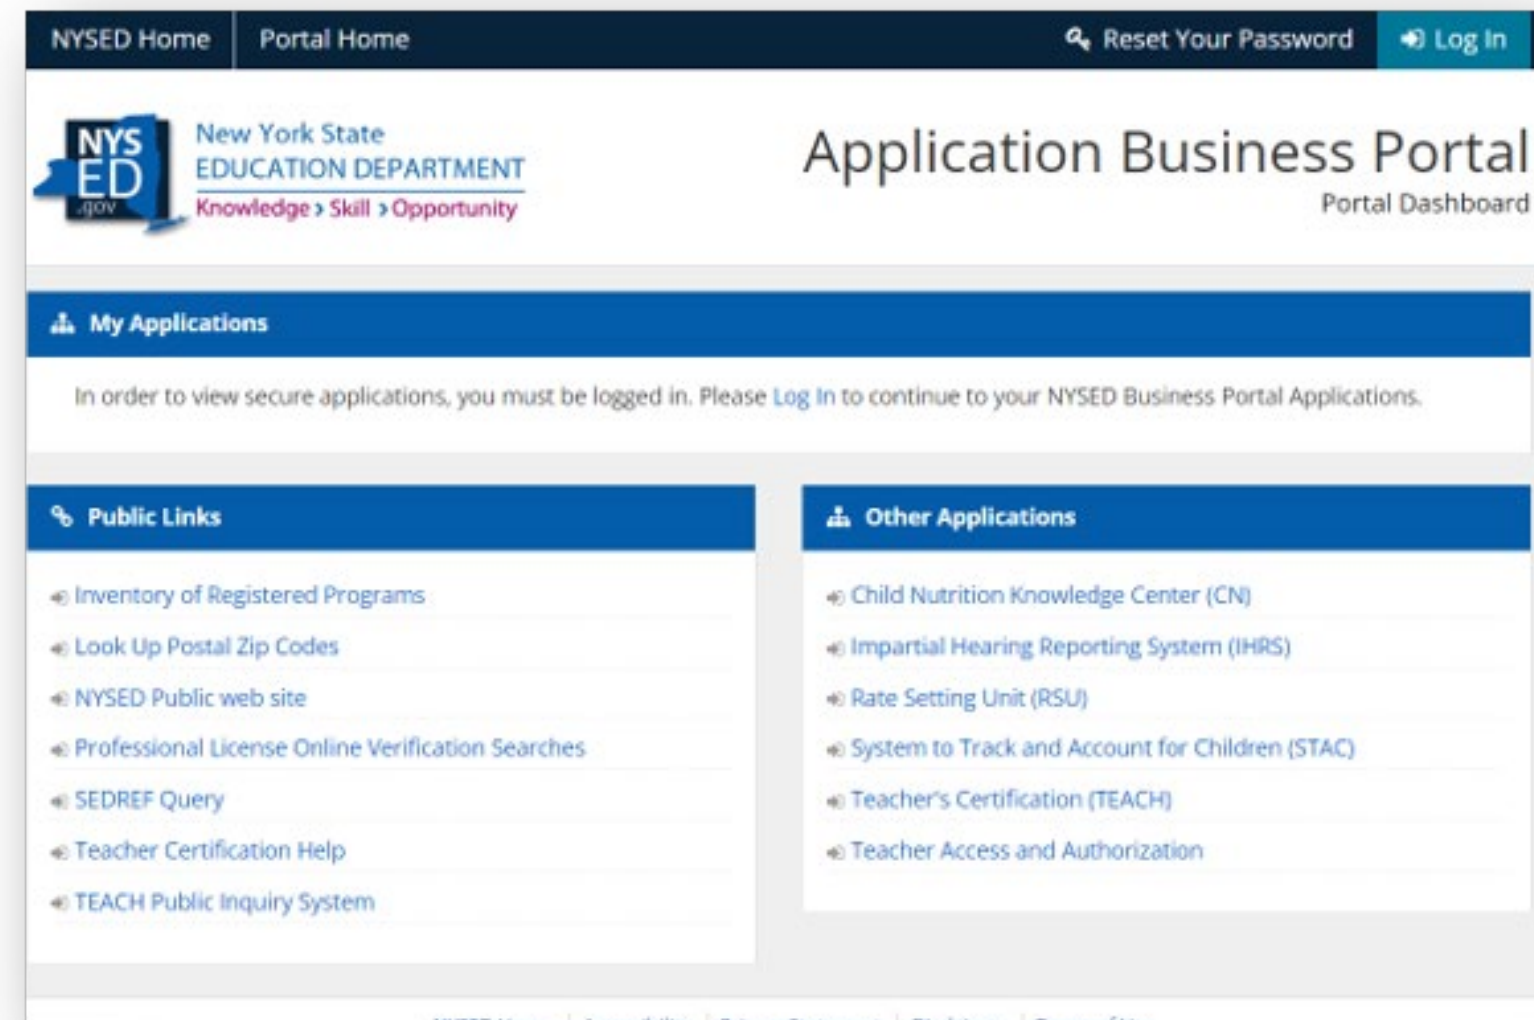 NYSED Home
Portal Home
Reset Your Password
Log In
NYS
ED
.gov
New York State
EDUCATION DEPARTMENT
Knowledge > Skill > Opportunity
Application Business Portal
Portal Dashboard
My Applications
In order to view secure applications, you must be logged in. Please Log In to continue to your NYSED Business Portal Applications.
Public Links
Inventory of Registered Programs
Look Up Postal Zip Codes
NYSED Public web site
Professional License Online Verification Searches
SEDREF Query
Teacher Certification Help
TEACH Public Inquiry System
Other Applications
Child Nutrition Knowledge Center (CN)
Impartial Hearing Reporting System (IHRS)
Rate Setting Unit (RSU)
System to Track and Account for Children (STAC)
Teacher's Certification (TEACH)
Teacher Access and Authorization